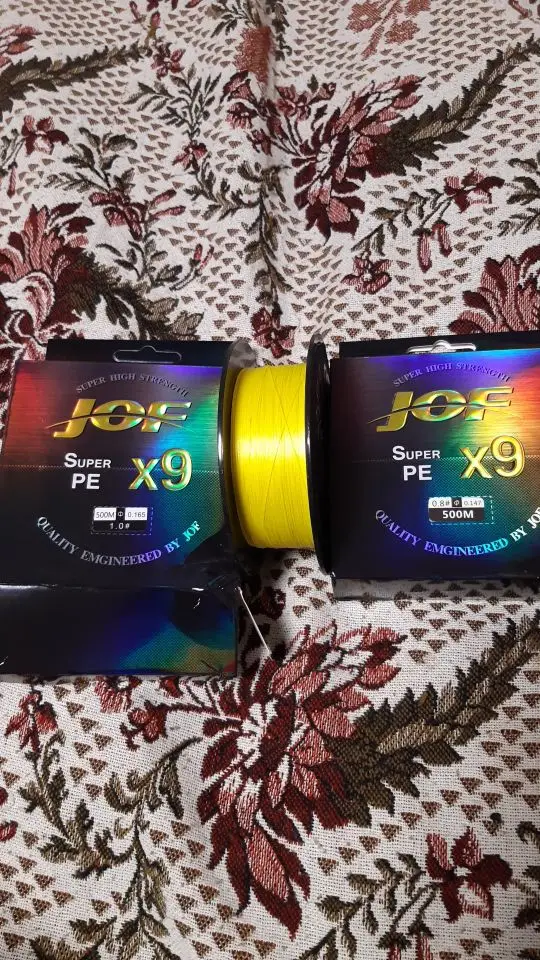 SUPER HIGH STRENGTH
JOF
SUPER
PE
X9
500M Φ 0.165
1.0#
QUALITY EMGINEERED BY JOF
SUPER HIGH STRENGTH
JOF
SUPER
PE
X9
0.8# Φ 0.147
500M
QUALITY EMGINEERED BY JOF